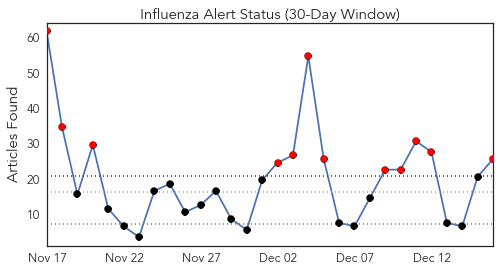 Influenza Alert Status (30-Day Window)
Articles Found
60
50
40
30
20
10
Nov 17 Nov 22 Nov 27 Dec 02 Dec 07 Dec 12